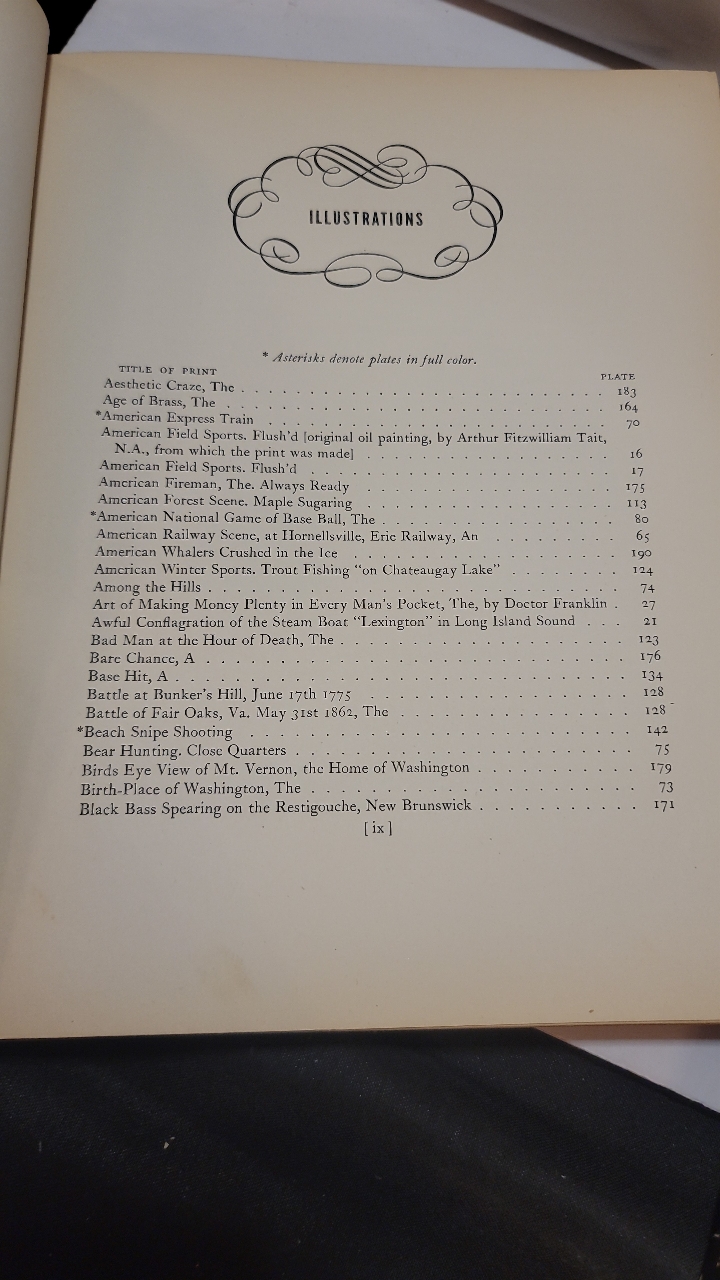 ILLUSTRATIONS
* Asterisks denote plates in full color.
TITLE OF PRINT PLATE
Aesthetic Craze, The . . . . . . . . . . . . . . . . . . . . . . . 183
Age of Brass, The . . . . . . . . . . . . . . . . . . . . . . . . 164
*American Express Train . . . . . . . . . . . . . . . . . . . . . 70
American Field Sports. Flush'd [original oil painting, by Arthur Fitzwilliam Tait,
N.A., from which the print was made] . . . . . . . . . . . . . . 16
American Field Sports. Flush'd . . . . . . . . . . . . . . . . . . 17
American Fireman, The. Always Ready . . . . . . . . . . . . . . . 175
American Forest Scene. Maple Sugaring . . . . . . . . . . . . . . 113
*American National Game of Base Ball, The . . . . . . . . . . . . . 80
American Railway Scene, at Hornellsville, Erie Railway, An . . . . . . . . . 65
American Whalers Crushed in the Ice . . . . . . . . . . . . . . . . 190
American Winter Sports. Trout Fishing "on Chateaugay Lake" . . . . . . . . 124
Among the Hills . . . . . . . . . . . . . . . . . . . . . . . . . 74
Art of Making Money Plenty in Every Man's Pocket, The, by Doctor Franklin . 27
Awful Conflagration of the Steam Boat "Lexington" in Long Island Sound . . . 21
Bad Man at the Hour of Death, The . . . . . . . . . . . . . . . . . 123
Bare Chance, A . . . . . . . . . . . . . . . . . . . . . . . . . 176
Base Hit, A . . . . . . . . . . . . . . . . . . . . . . . . . . . 134
Battle at Bunker's Hill, June 17th 1775 . . . . . . . . . . . . . . . 128
Battle of Fair Oaks, Va. May 31st 1862, The . . . . . . . . . . . . . 128
*Beach Snipe Shooting . . . . . . . . . . . . . . . . . . . . . . . 142
Bear Hunting. Close Quarters . . . . . . . . . . . . . . . . . . . . 75
Birds Eye View of Mt. Vernon, the Home of Washington . . . . . . . . . . 179
Birth-Place of Washington, The . . . . . . . . . . . . . . . . . . . 73
Black Bass Spearing on the Restigouche, New Brunswick . . . . . . . . . . 171
[ ix ]